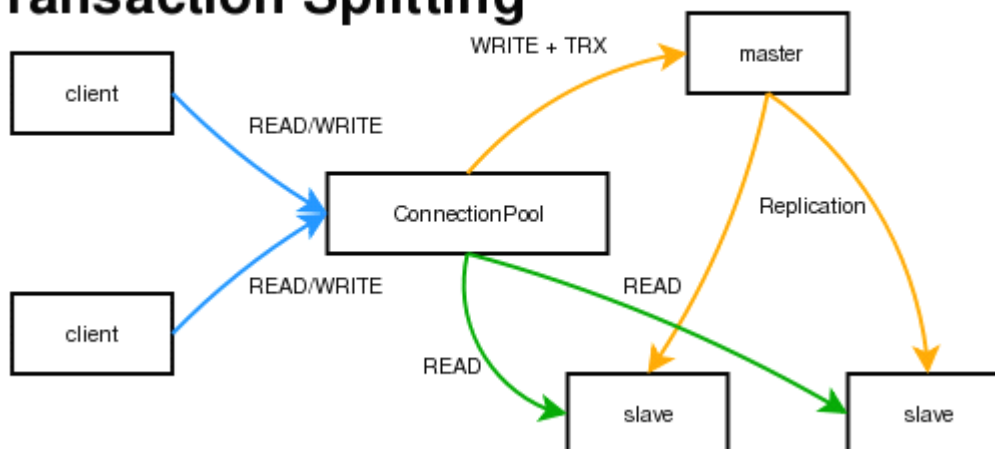 ransaction Splitting
WRITE + TRX
master
client
READ/WRITE
ConnectionPool
Replication
READ/WRITE
READ
client
READ
slave
slave